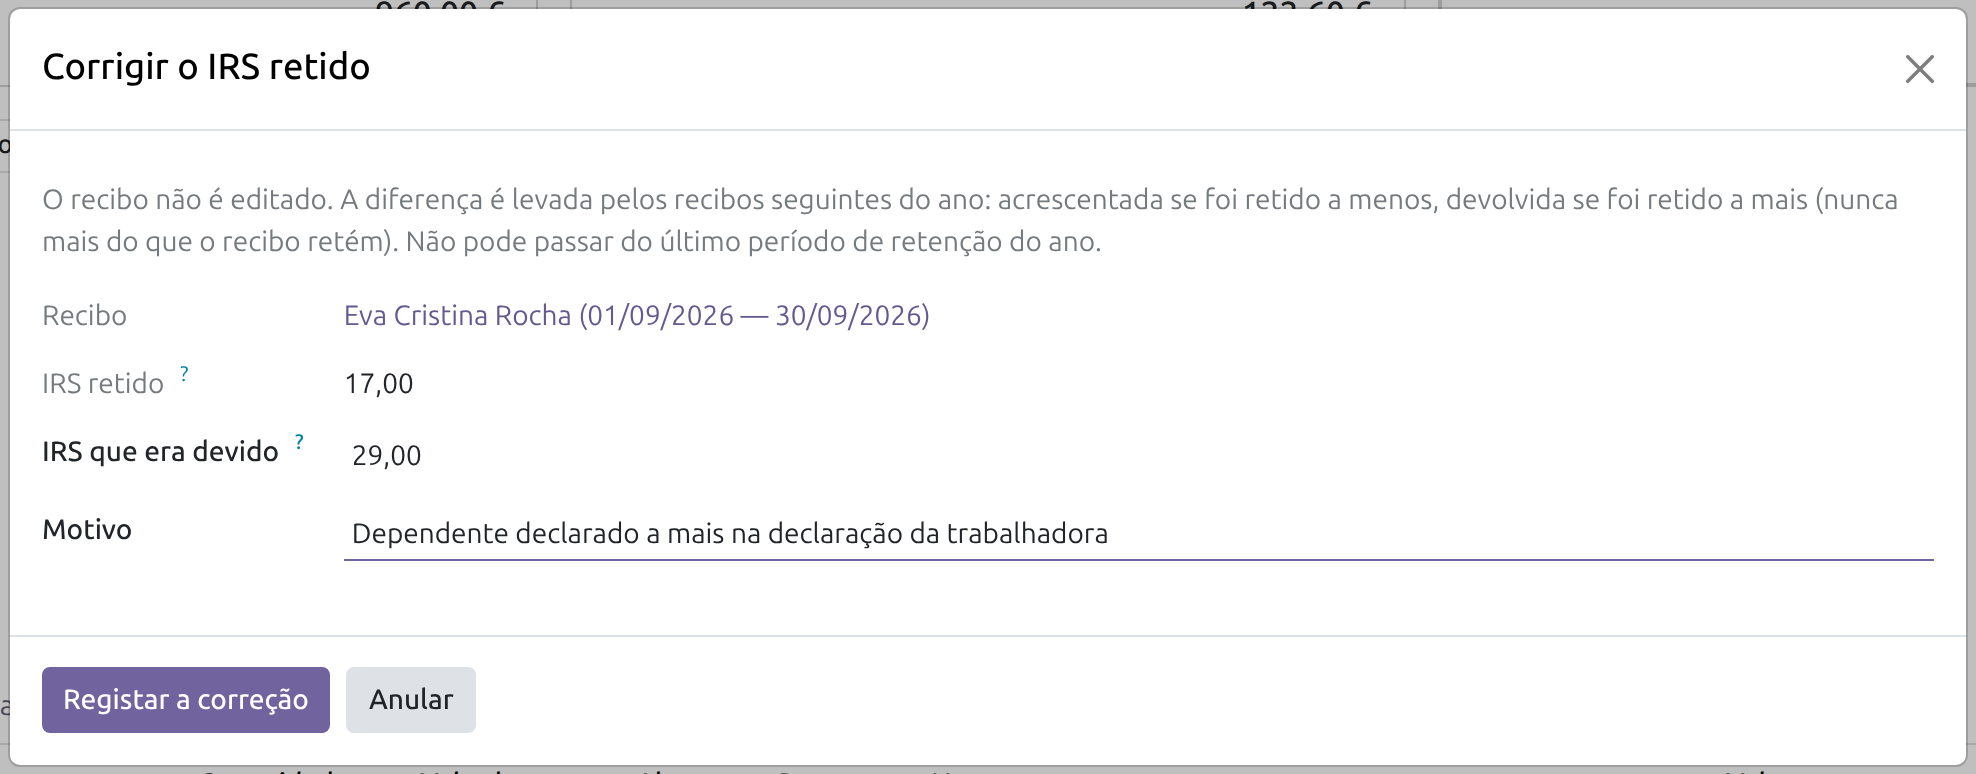 Corrigir o IRS retido
O recibo não é editado. A diferença é levada pelos recibos seguintes do ano: acrescentada se foi retido a menos, devolvida se foi retido a mais (nunca
mais do que o recibo retém). Não pode passar do último período de retenção do ano.
Recibo Eva Cristina Rocha (01/09/2026 — 30/09/2026)
IRS retido ? 17,00
IRS que era devido ? 29,00
Motivo Dependente declarado a mais na declaração da trabalhadora
Registar a correção Anular